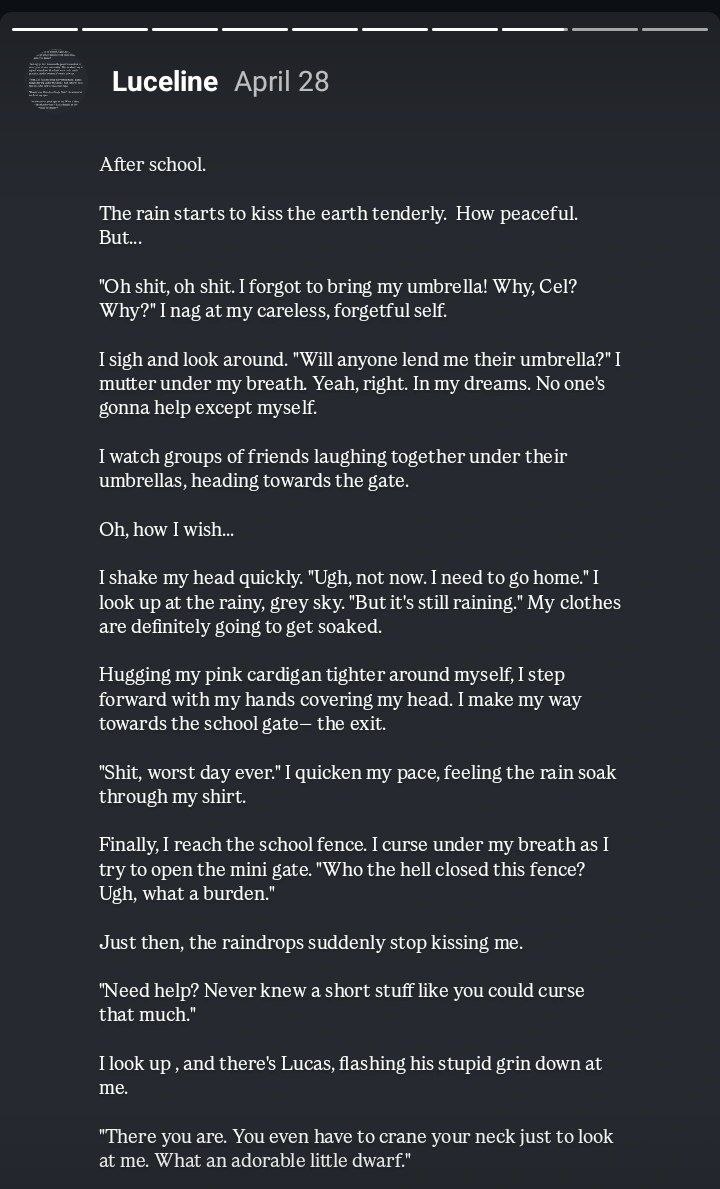 Luceline April 28
After school.
The rain starts to kiss the earth tenderly.  How peaceful.
But...
"Oh shit, oh shit. I forgot to bring my umbrella! Why, Cel?
Why?" I nag at my careless, forgetful self.
I sigh and look around. "Will anyone lend me their umbrella?" I
mutter under my breath. Yeah, right. In my dreams. No one's
gonna help except myself.
I watch groups of friends laughing together under their
umbrellas, heading towards the gate.
Oh, how I wish...
I shake my head quickly. "Ugh, not now. I need to go home." I
look up at the rainy, grey sky. "But it's still raining." My clothes
are definitely going to get soaked.
Hugging my pink cardigan tighter around myself, I step
forward with my hands covering my head. I make my way
towards the school gate— the exit.
"Shit, worst day ever." I quicken my pace, feeling the rain soak
through my shirt.
Finally, I reach the school fence. I curse under my breath as I
try to open the mini gate. "Who the hell closed this fence?
Ugh, what a burden."
Just then, the raindrops suddenly stop kissing me.
"Need help? Never knew a short stuff like you could curse
that much."
I look up , and there's Lucas, flashing his stupid grin down at
me.
"There you are. You even have to crane your neck just to look
at me. What an adorable little dwarf."